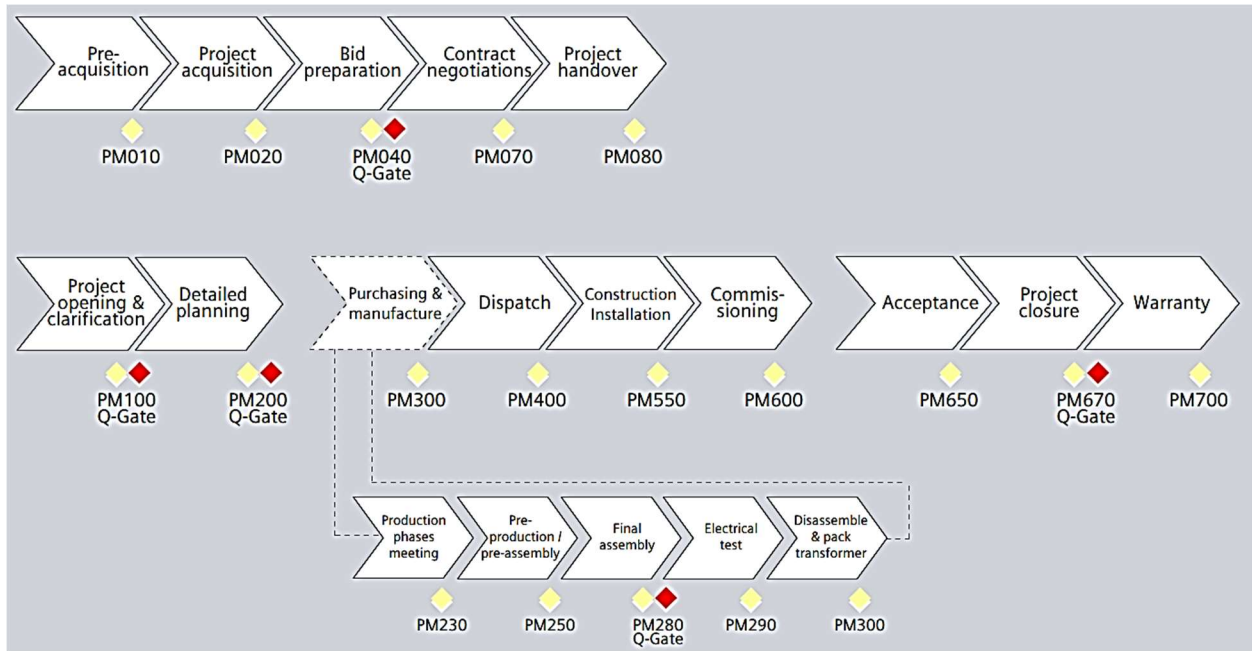 Pre-
acquisition
Project
acquisition
Bid
preparation
Contract
negotiations
Project
handover
PM010
PM020
PM040
Q-Gate
PM070
PM080
Project
opening &
clarification
Detailed
planning
Purchasing &
manufacture
Dispatch
Construction
Installation
Commis-
sioning
Acceptance
Project
closure
Warranty
PM100
Q-Gate
PM200
Q-Gate
PM300
PM400
PM550
PM600
PM650
PM670
Q-Gate
PM700
Production
phases
meeting
Pre-
production /
pre-assembly
Final
assembly
Electrical
test
Disassemble
& pack
transformer
PM230
PM250
PM280
Q-Gate
PM290
PM300